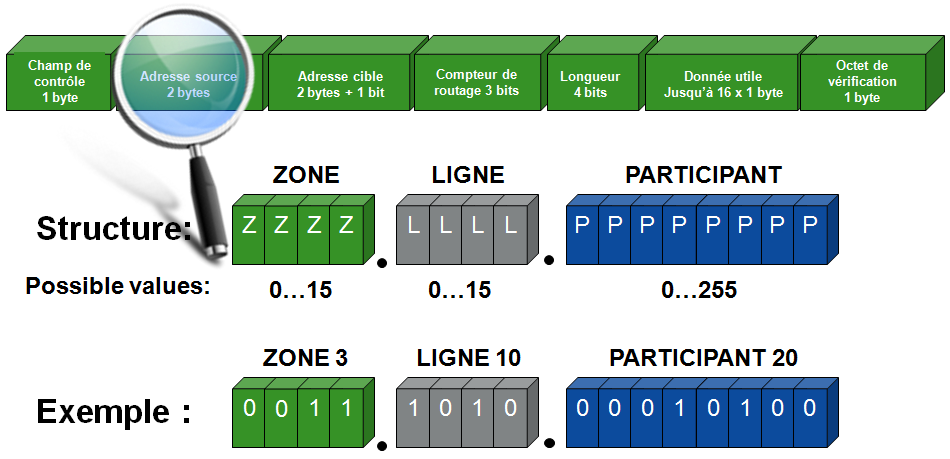 Champ de
contrôle
1 byte
Adresse source
2 bytes
Adresse cible
2 bytes + 1 bit
Compteur de
routage 3 bits
Longueur
4 bits
Donnée utile
Jusqu'à 16 x 1 byte
Octet de
vérification
1 byte
ZONE LIGNE PARTICIPANT
Structure: Z Z Z Z . L L L L . P P P P P P P P
Possible values: 0…15 0…15 0…255
ZONE 3 LIGNE 10 PARTICIPANT 20
Exemple : 0 0 1 1 . 1 0 1 0 . 0 0 0 1 0 1 0 0